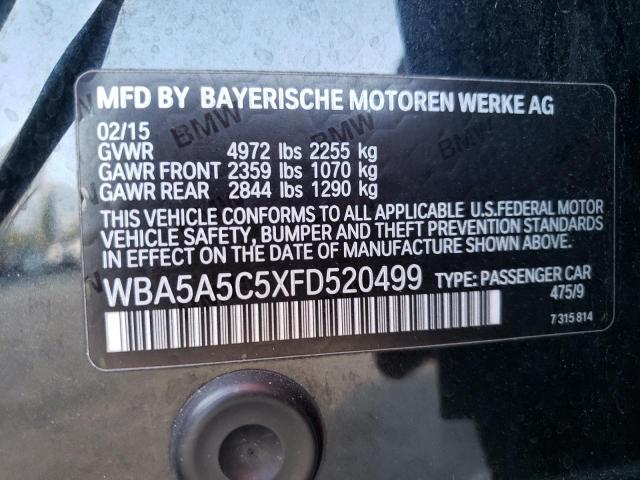 MFD BY BAYERISCHE MOTOREN WERKE AG
02/15
GVWR 4972 lbs 2255 kg
GAWR FRONT 2359 lbs 1070 kg
GAWR REAR 2844 lbs 1290 kg
THIS VEHICLE CONFORMS TO ALL APPLICABLE U.S.FEDERAL MOTOR
VEHICLE SAFETY, BUMPER AND THEFT PREVENTION STANDARDS
IN EFFECT ON THE DATE OF MANUFACTURE SHOWN ABOVE.
WBA5A5C5XFD520499 TYPE: PASSENGER CAR
475/9
7 315 814